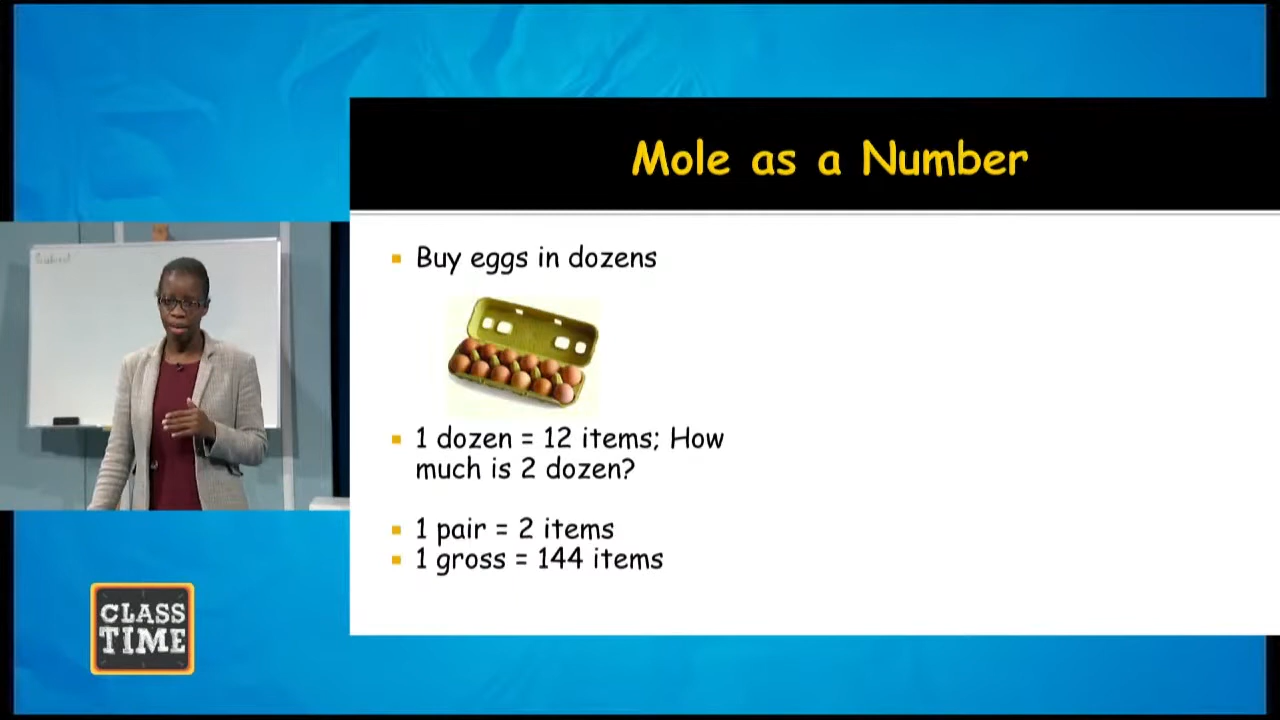 Mole as a Number
Buy eggs in dozens
1 dozen = 12 items; How
much is 2 dozen?
1 pair = 2 items
1 gross = 144 items
CLASS
TIME